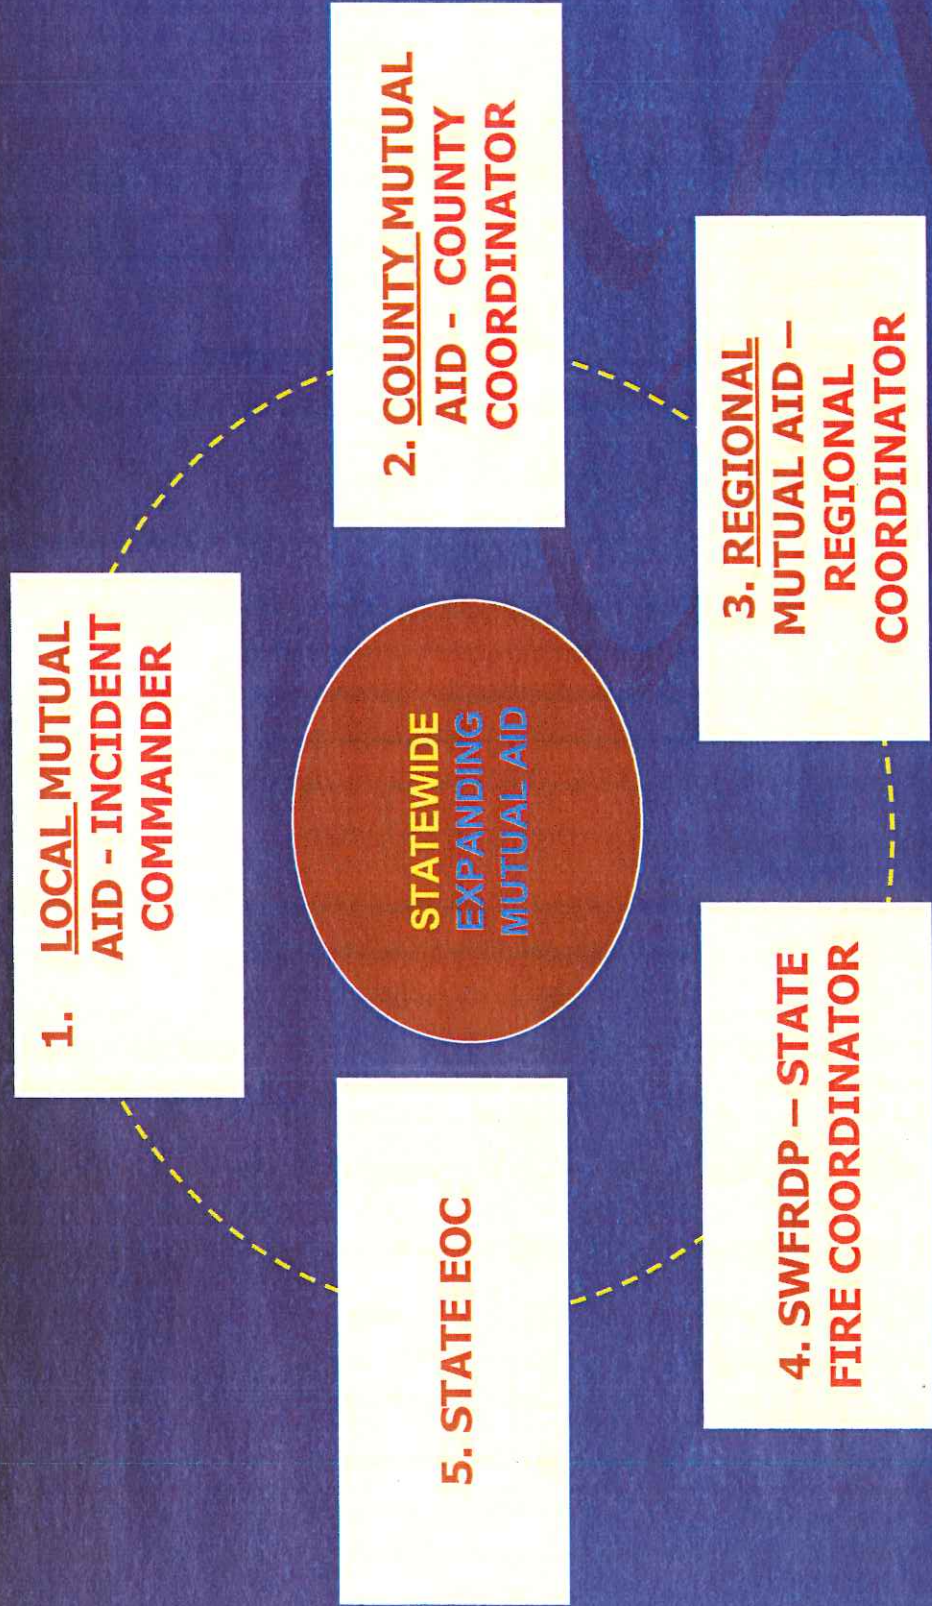 1. LOCAL MUTUAL
AID - INCIDENT
COMMANDER
2. COUNTY MUTUAL
AID - COUNTY
COORDINATOR
3. REGIONAL
MUTUAL AID –
REGIONAL
COORDINATOR
4. SWFRDP – STATE
FIRE COORDINATOR
5. STATE EOC
STATEWIDE
EXPANDING
MUTUAL AID